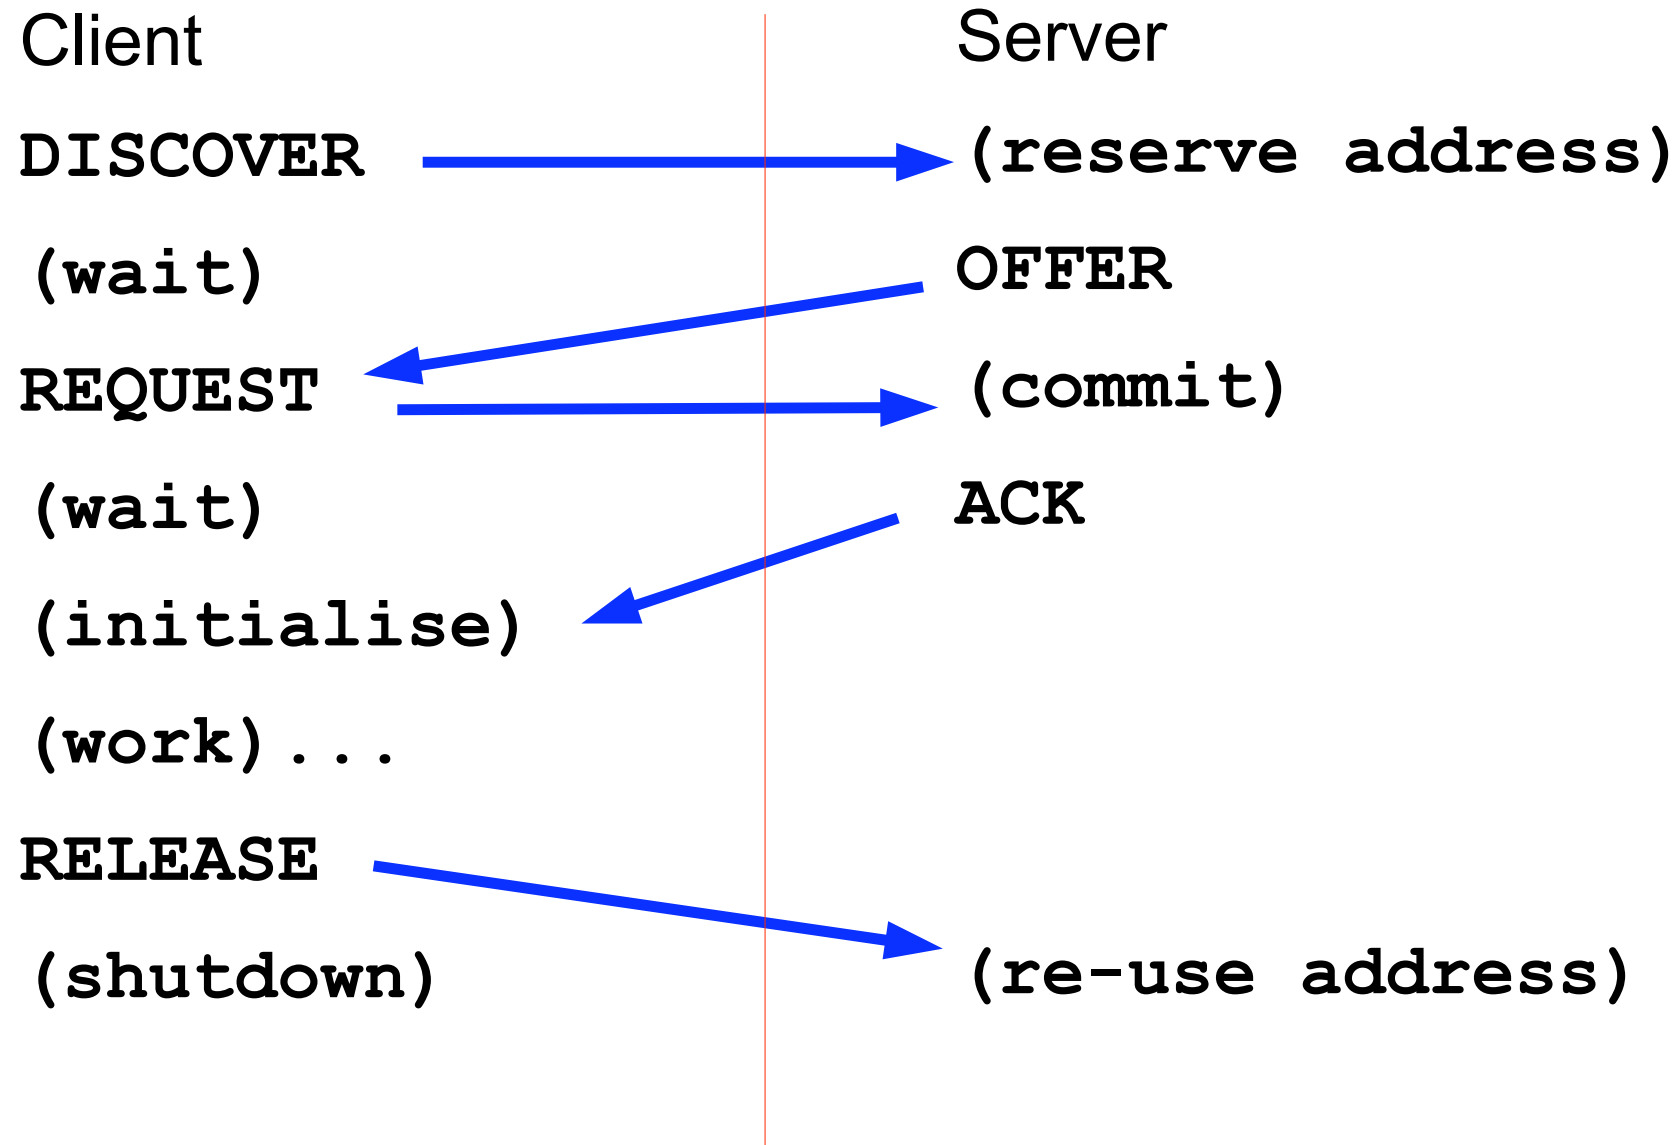 Client Server
DISCOVER (reserve address)
(wait) OFFER
REQUEST (commit)
(wait) ACK
(initialise)
(work)...
RELEASE
(shutdown) (re-use address)